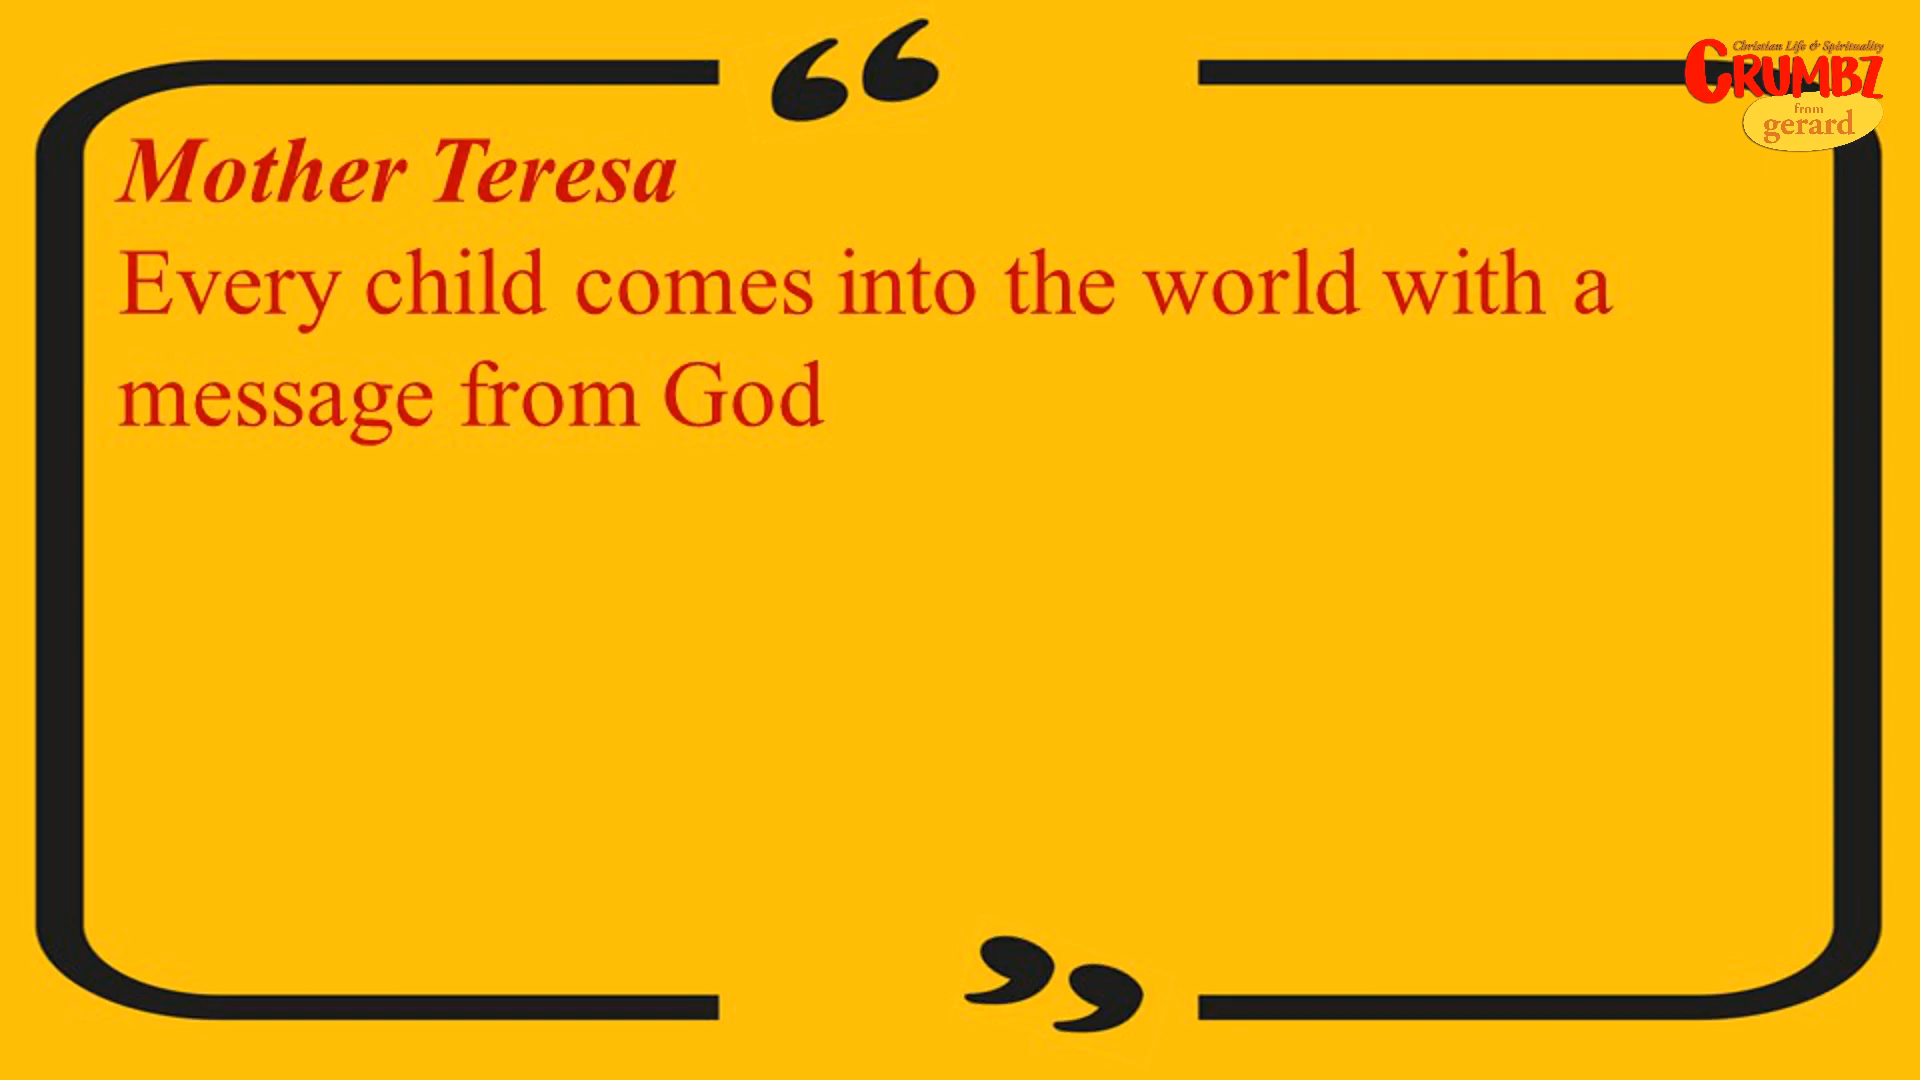 Christian Life & Spirituality
CRUMBZ
from
gerard
Mother Teresa
Every child comes into the world with a
message from God